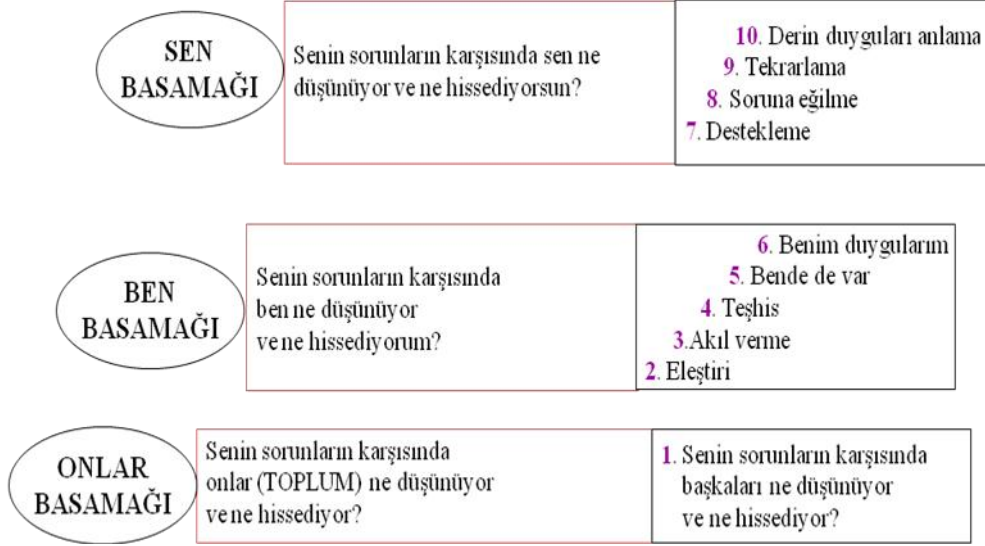 SEN
BASAMAĞI
Senin sorunların karşısında sen ne
düşünüyor ve ne hissediyorsun?
10. Derin duyguları anlama
9. Tekrarlama
8. Soruna eğilme
7. Destekleme
BEN
BASAMAĞI
Senin sorunların karşısında
ben ne düşünüyor
ve ne hissediyorum?
6. Benim duygularım
5. Bende de var
4. Teşhis
3.Akıl verme
2. Eleştiri
ONLAR
BASAMAĞI
Senin sorunların karşısında
onlar (TOPLUM) ne düşünüyor
ve ne hissediyor?
1. Senin sorunların karşısında
başkaları ne düşünüyor
ve ne hissediyor?